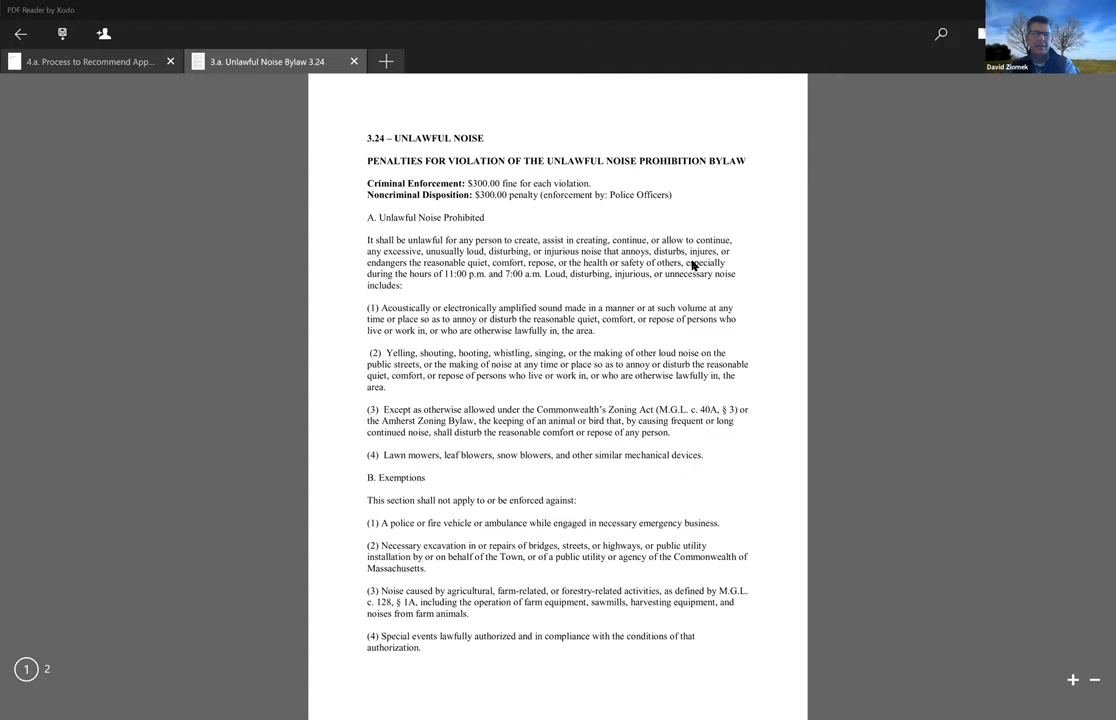 PDF Reader by Xodo
4.a. Process to Recommend App...
3.a. Unlawful Noise Bylaw 3.24
David Ziomek
3.24 – UNLAWFUL NOISE
PENALTIES FOR VIOLATION OF THE UNLAWFUL NOISE PROHIBITION BYLAW
Criminal Enforcement: $300.00 fine for each violation.
Noncriminal Disposition: $300.00 penalty (enforcement by: Police Officers)
A. Unlawful Noise Prohibited
It shall be unlawful for any person to create, assist in creating, continue, or allow to continue,
any excessive, unusually loud, disturbing, or injurious noise that annoys, disturbs, injures, or
endangers the reasonable quiet, comfort, repose, or the health or safety of others, especially
during the hours of 11:00 p.m. and 7:00 a.m. Loud, disturbing, injurious, or unnecessary noise
includes:
(1) Acoustically or electronically amplified sound made in a manner or at such volume at any
time or place so as to annoy or disturb the reasonable quiet, comfort, or repose of persons who
live or work in, or who are otherwise lawfully in, the area.
(2) Yelling, shouting, hooting, whistling, singing, or the making of other loud noise on the
public streets, or the making of noise at any time or place so as to annoy or disturb the reasonable
quiet, comfort, or repose of persons who live or work in, or who are otherwise lawfully in, the
area.
(3) Except as otherwise allowed under the Commonwealth's Zoning Act (M.G.L. c. 40A, § 3) or
the Amherst Zoning Bylaw, the keeping of an animal or bird that, by causing frequent or long
continued noise, shall disturb the reasonable comfort or repose of any person.
(4) Lawn mowers, leaf blowers, snow blowers, and other similar mechanical devices.
B. Exemptions
This section shall not apply to or be enforced against:
(1) A police or fire vehicle or ambulance while engaged in necessary emergency business.
(2) Necessary excavation in or repairs of bridges, streets, or highways, or public utility
installation by or on behalf of the Town, or of a public utility or agency of the Commonwealth of
Massachusetts.
(3) Noise caused by agricultural, farm-related, or forestry-related activities, as defined by M.G.L.
c. 128, § 1A, including the operation of farm equipment, sawmills, harvesting equipment, and
noises from farm animals.
(4) Special events lawfully authorized and in compliance with the conditions of that
authorization.
1 2